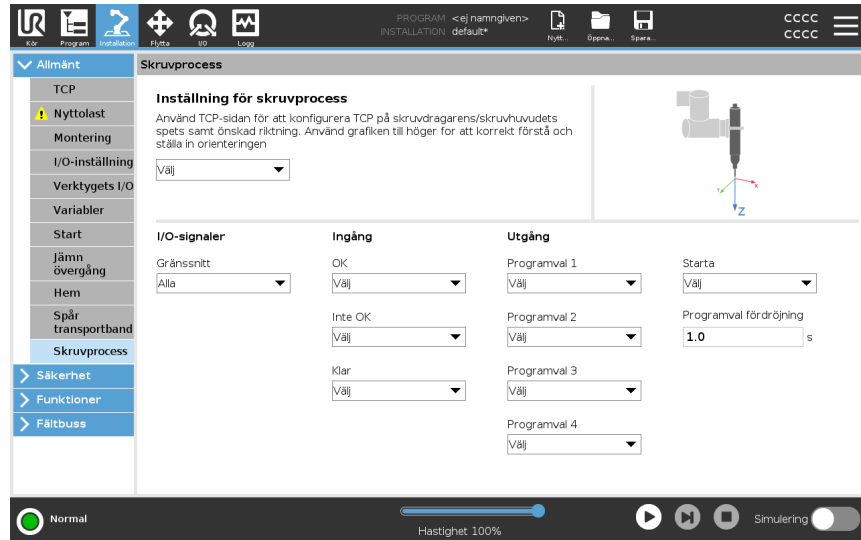 PROGRAM <ej namngiven>
INSTALLATION default*
Kör
Program
Installation
Flytta
I/O
Logg
Nytt...
Öppna...
Spara...
cccc
cccc
Allmänt
TCP
Nyttolast
Montering
I/O-inställning
Verktygets I/O
Variabler
Start
Jämn
övergång
Hem
Spår
transportband
Skruvprocess
Säkerhet
Funktioner
Fältbuss
Skruvprocess
Inställning för skruvprocess
Använd TCP-sidan för att konfigurera TCP på skruvdragarens/skruvhuvudets
spets samt önskad riktning. Använd grafiken till höger for att korrekt förstå och
ställa in orienteringen
Välj
Y
X
Z
I/O-signaler
Gränssnitt
Alla
Ingång
OK
Välj
Inte OK
Välj
Klar
Välj
Utgång
Programval 1
Välj
Programval 2
Välj
Programval 3
Välj
Programval 4
Välj
Starta
Välj
Programval fördröjning
1.0 s
Normal
Hastighet 100%
Simulering